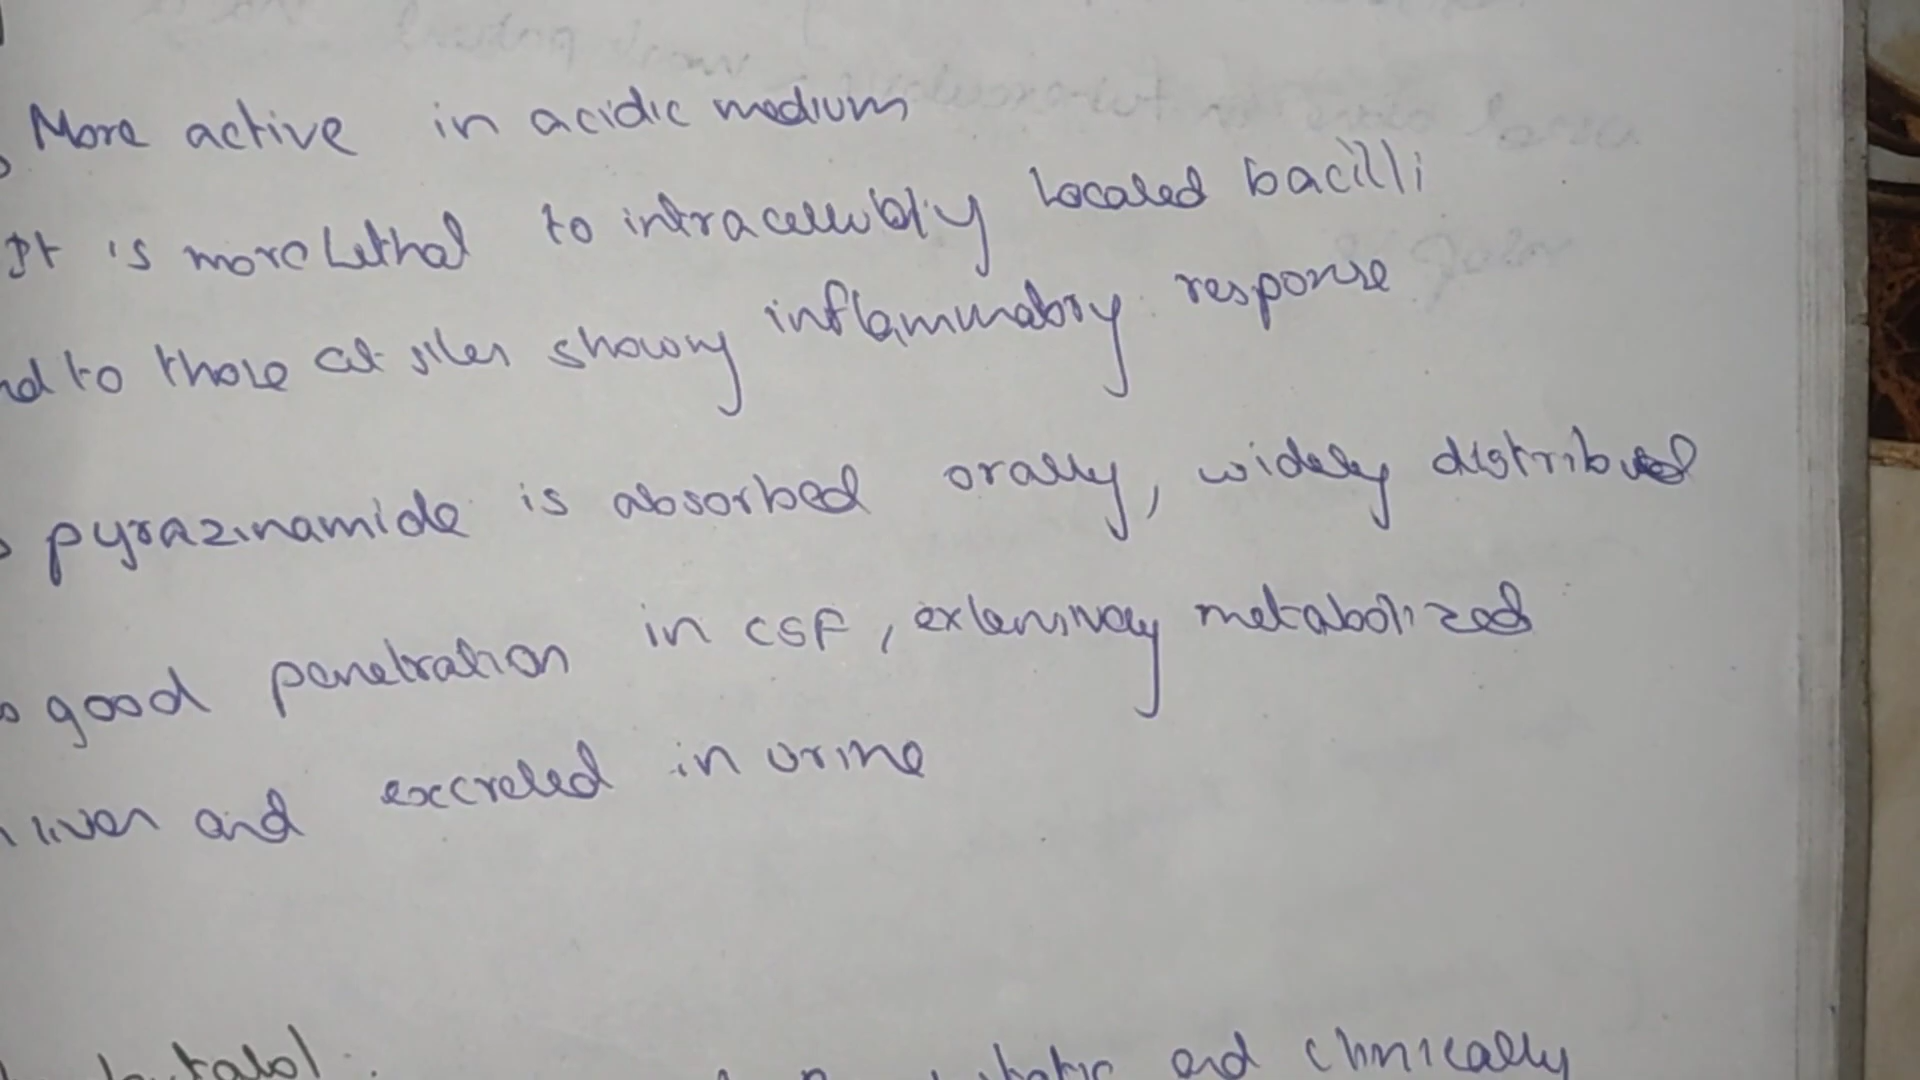 More active in acidic medium
It is more Lethal to intracellulaly Located bacilli
nd to those at sites showing inflammatory response
pyrazinamide is absorbed orally, widely distributed
good penetration in CSF, extensively metabolized
liver and excreted in urine
and clinically